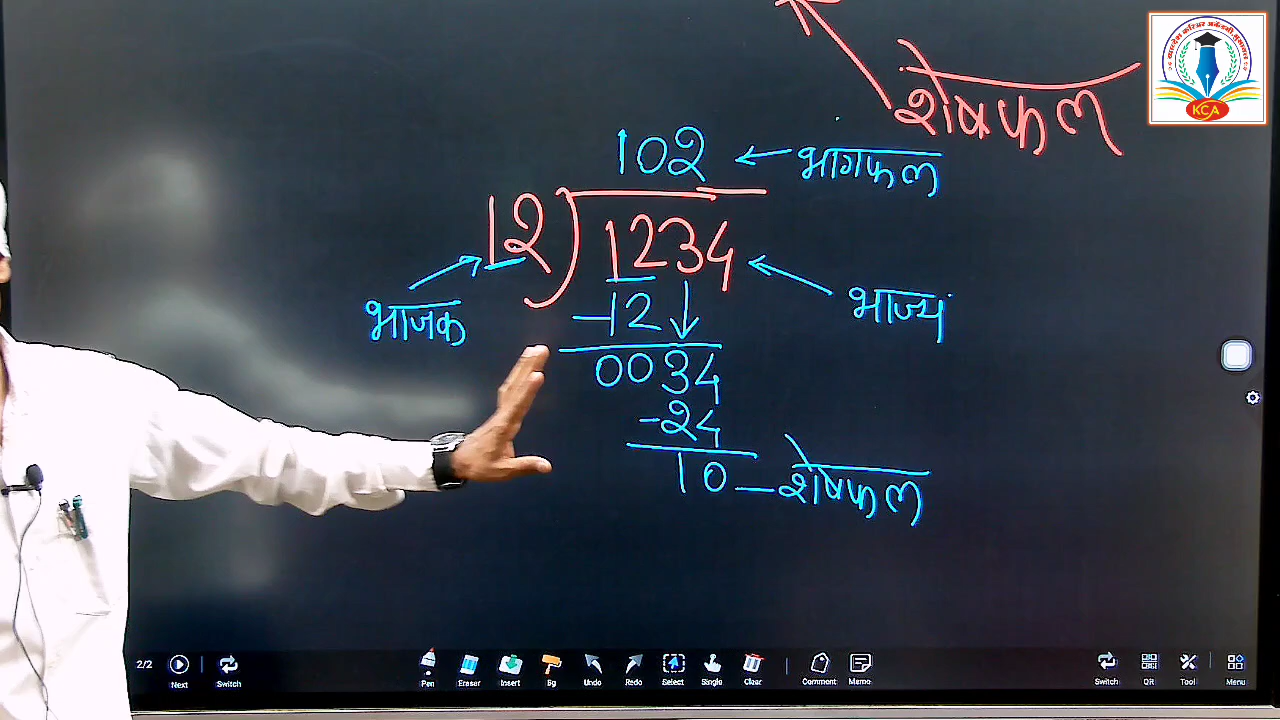 शेषफल
KCA
102 ← भागफल
12 ) 1234
भाजक
भाज्य
-12
0034
-24
10 — शेषफल
2/2
Next
Switch
Pen
Eraser
Insert
Bg
Undo
Redo
Select
Single
Clear
Comment
Memo
Switch
QR
Tool
Menu